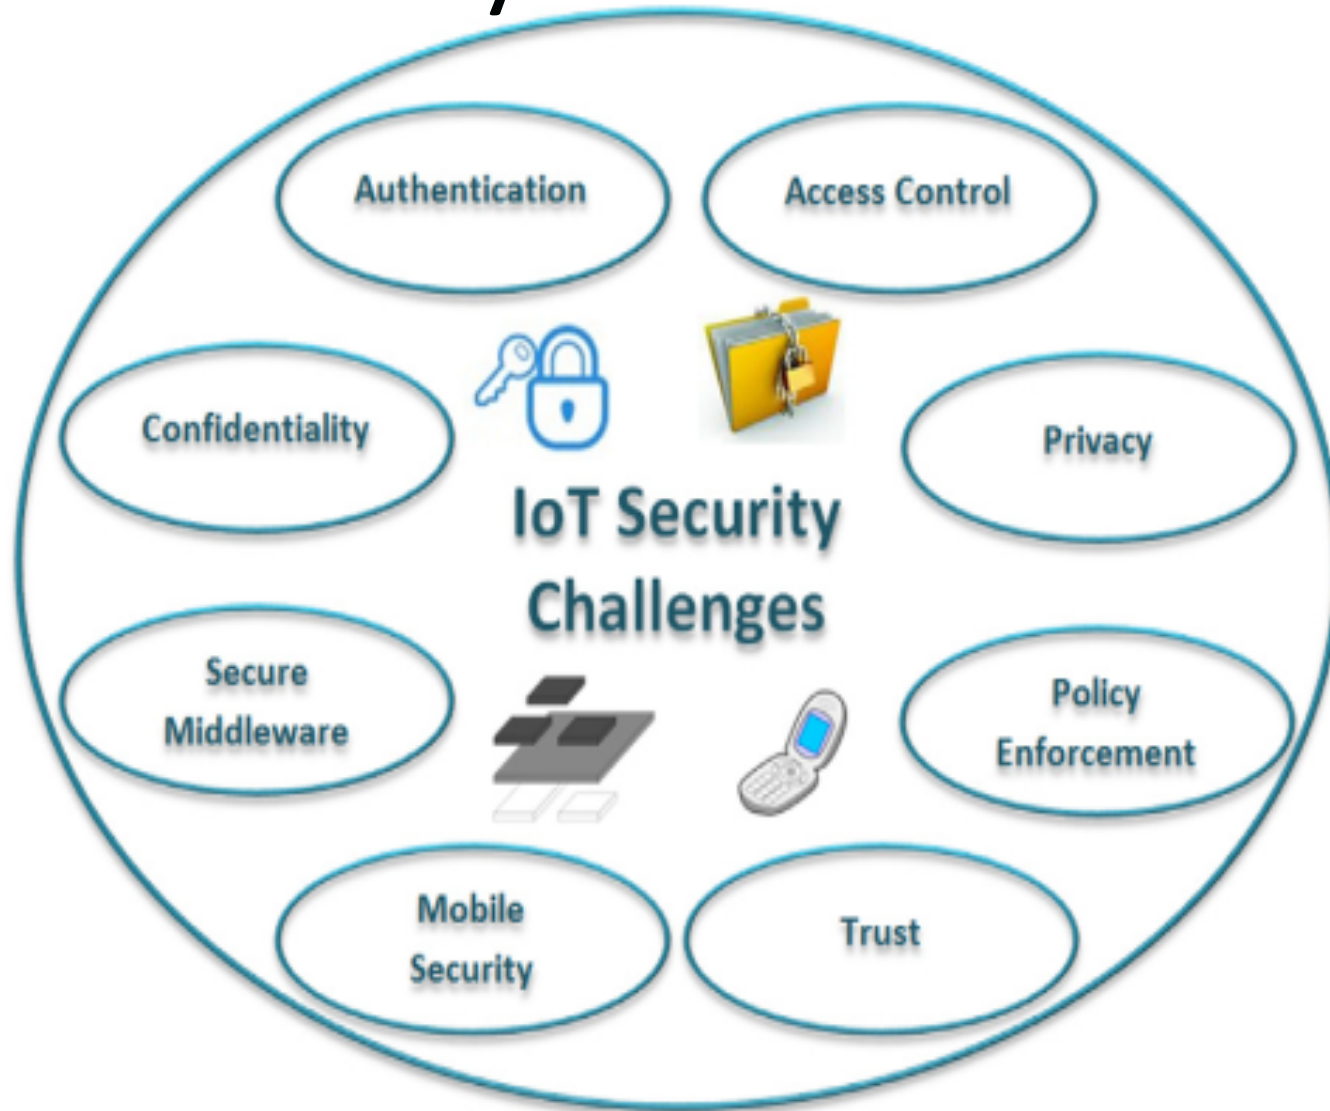 Authentication
Access Control
Confidentiality
Privacy
IoT Security
Challenges
Secure
Middleware
Policy
Enforcement
Mobile
Security
Trust